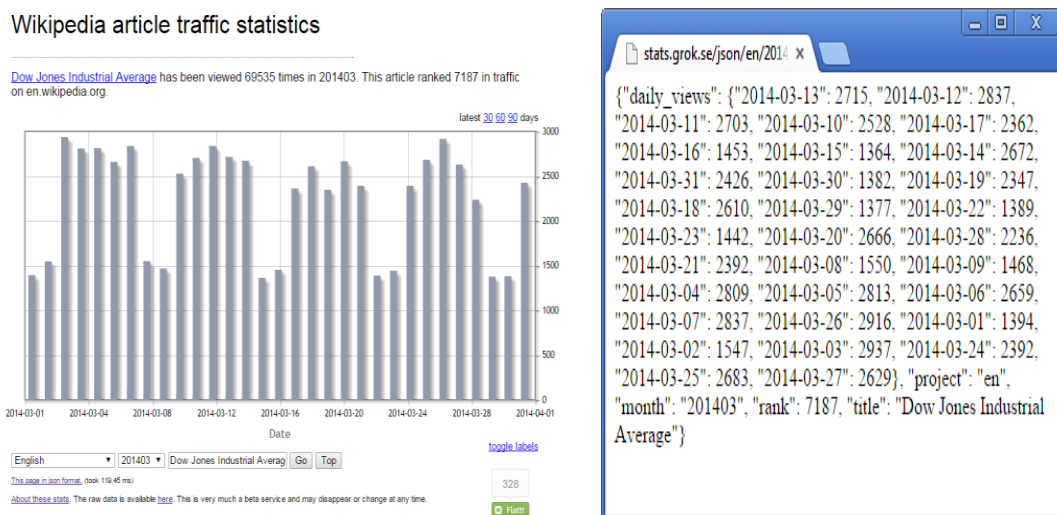 Wikipedia article traffic statistics
Dow Jones Industrial Average has been viewed 69535 times in 201403. This article ranked 7187 in traffic
on en.wikipedia.org.
latest 30 60 90 days
3000
2500
2000
1500
1000
500
0
2014-03-01 2014-03-04 2014-03-08 2014-03-12 2014-03-16 2014-03-20 2014-03-24 2014-03-28 2014-04-01
Date
toggle labels
English 201403 Dow Jones Industrial Averag Go Top
This page in json format. (took 119.45 ms)
328
About these stats. The raw data is available here. This is very much a beta service and may disappear or change at any time.
Flattr
stats.grok.se/json/en/2014 x
{"daily_views": {"2014-03-13": 2715, "2014-03-12": 2837,
"2014-03-11": 2703, "2014-03-10": 2528, "2014-03-17": 2362,
"2014-03-16": 1453, "2014-03-15": 1364, "2014-03-14": 2672,
"2014-03-31": 2426, "2014-03-30": 1382, "2014-03-19": 2347,
"2014-03-18": 2610, "2014-03-29": 1377, "2014-03-22": 1389,
"2014-03-23": 1442, "2014-03-20": 2666, "2014-03-28": 2236,
"2014-03-21": 2392, "2014-03-08": 1550, "2014-03-09": 1468,
"2014-03-04": 2809, "2014-03-05": 2813, "2014-03-06": 2659,
"2014-03-07": 2837, "2014-03-26": 2916, "2014-03-01": 1394,
"2014-03-02": 1547, "2014-03-03": 2937, "2014-03-24": 2392,
"2014-03-25": 2683, "2014-03-27": 2629}, "project": "en",
"month": "201403", "rank": 7187, "title": "Dow Jones Industrial
Average"}